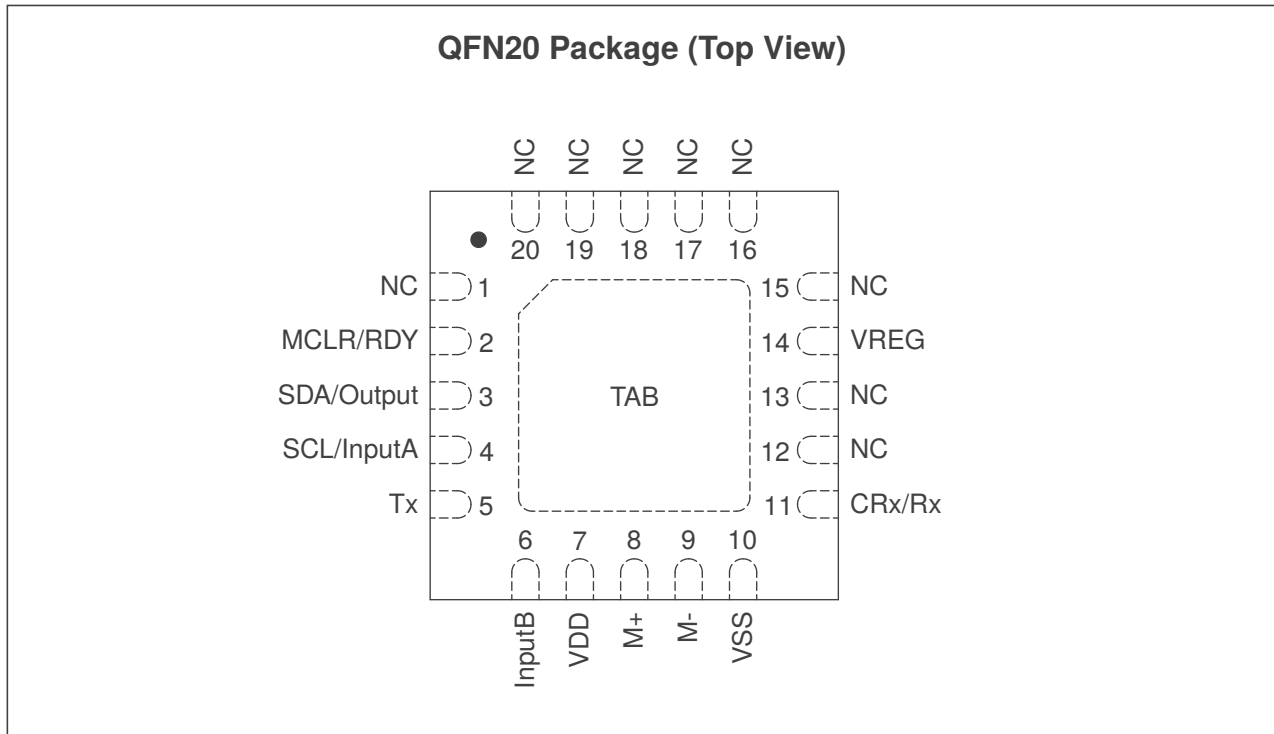 QFN20 Package (Top View)
NC NC NC NC NC
20 19 18 17 16
NC 1 15 NC
MCLR/RDY 2 14 VREG
SDA/Output 3 TAB 13 NC
SCL/InputA 4 12 NC
Tx 5 11 CRx/Rx
6 7 8 9 10
InputB VDD M+ M- VSS